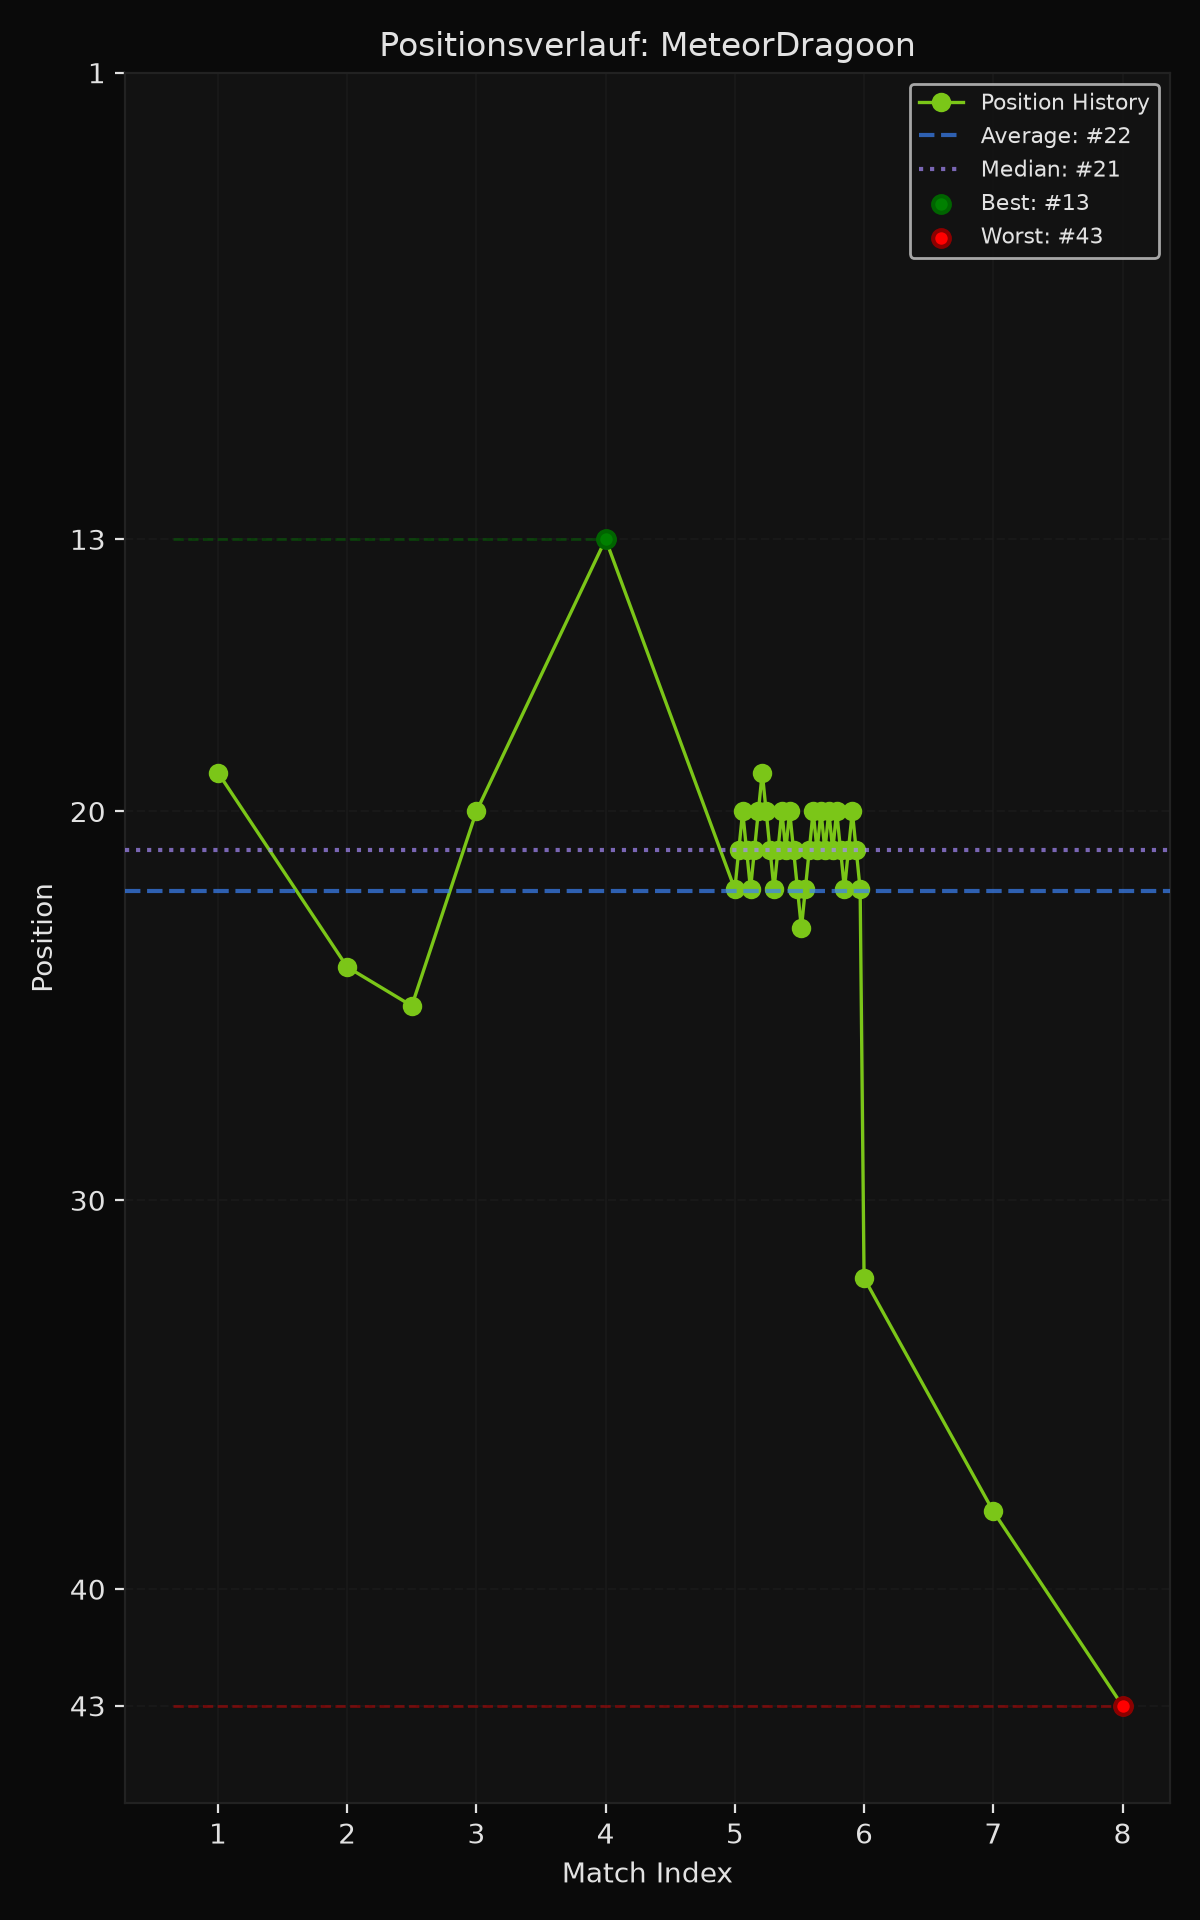 Positionsverlauf: MeteorDragoon
Position History
Average: #22
Median: #21
Best: #13
Worst: #43
1
13
20
30
40
43
Position
1 2 3 4 5 6 7 8
Match Index